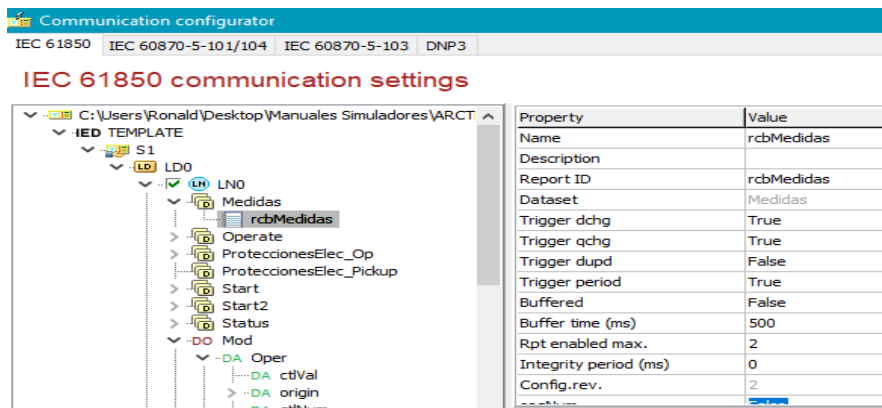 Communication configurator
IEC 61850 IEC 60870-5-101/104 IEC 60870-5-103 DNP3
IEC 61850 communication settings
C:\Users\Ronald\Desktop\Manuales Simuladores\ARCT
IED TEMPLATE
S1
LD LD0
LN LN0
D Medidas
rcbMedidas
D Operate
D ProteccionesElec_Op
D ProteccionesElec_Pickup
D Start
D Start2
D Status
DO Mod
DA Oper
DA ctlVal
DA origin
DA ctlNum
Property Value
Name rcbMedidas
Description
Report ID rcbMedidas
Dataset Medidas
Trigger dchg True
Trigger qchg True
Trigger dupd False
Trigger period True
Buffered False
Buffer time (ms) 500
Rpt enabled max. 2
Integrity period (ms) 0
Config.rev. 2
False